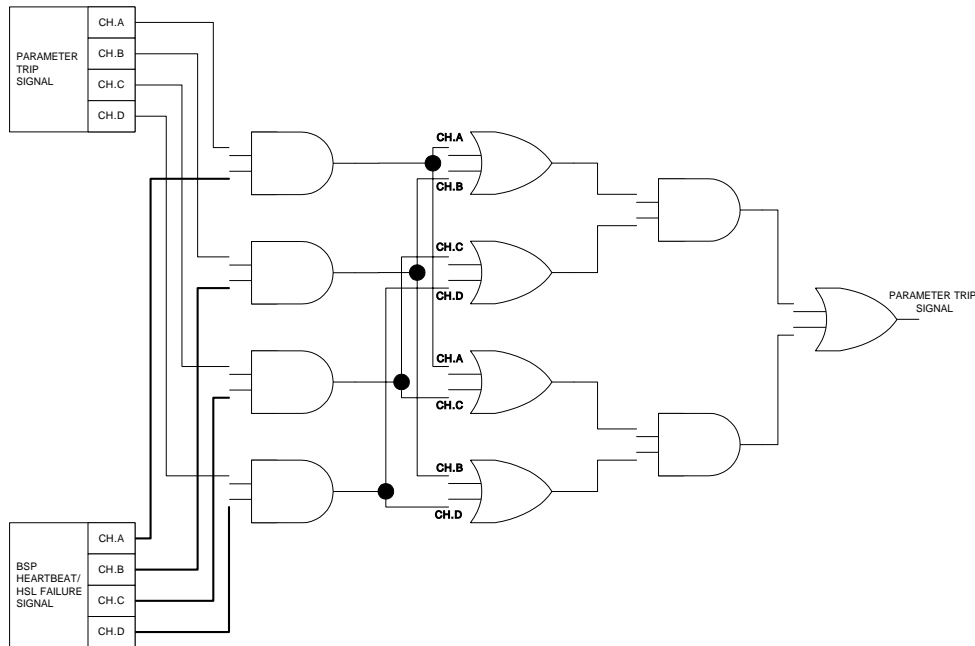 PARAMETER
TRIP
SIGNAL
CH.A
CH.B
CH.C
CH.D
CH.A
CH.B
CH.C
CH.D
CH.A
CH.C
CH.B
CH.D
PARAMETER TRIP
SIGNAL
BSP
HEARTBEAT/
HSL FAILURE
SIGNAL
CH.A
CH.B
CH.C
CH.D